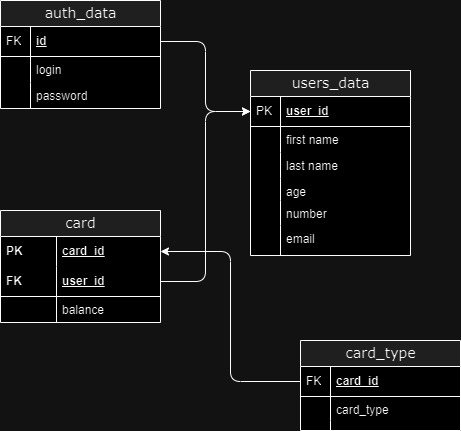 auth_data
FK id
login
password
users_data
PK user_id
first name
last name
age
number
email
card
PK card_id
FK user_id
balance
card_type
FK card_id
card_type